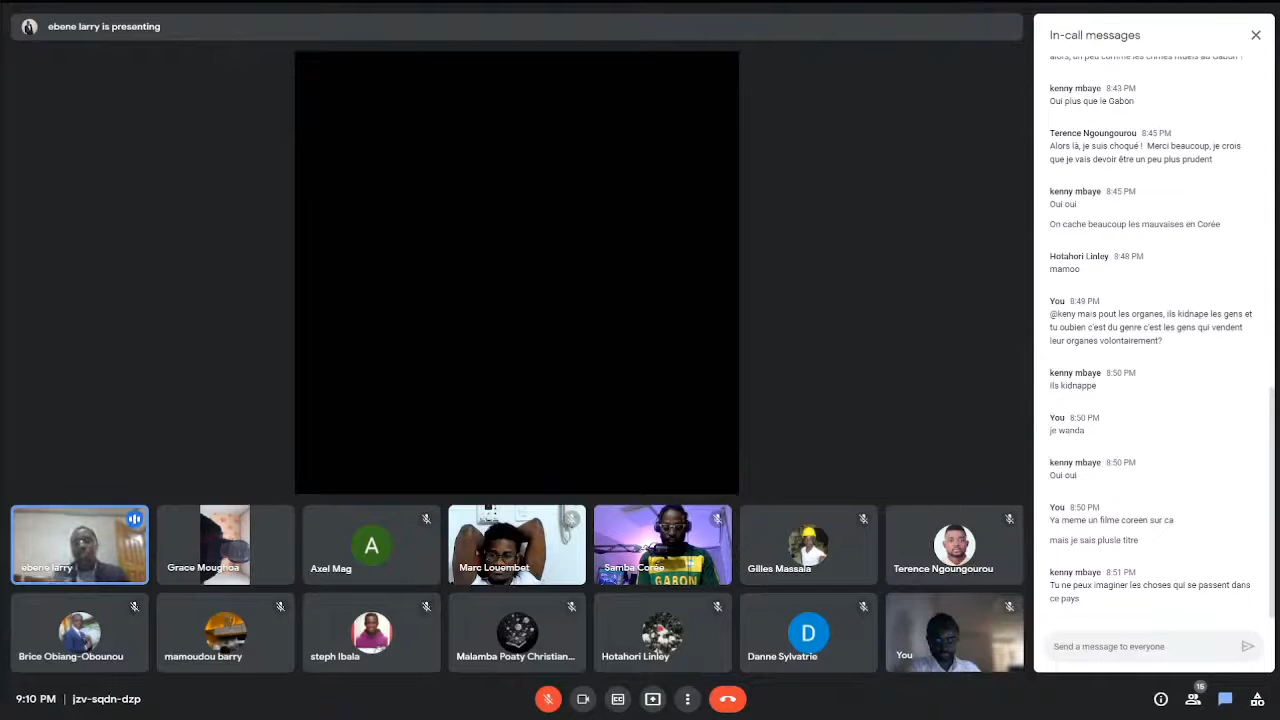 ebene larry is presenting
In-call messages
alors, un peu comme les crimes rituels au Gabon !
kenny mbaye 8:43 PM
Oui plus que le Gabon
Terence Ngoungourou 8:45 PM
Alors là, je suis choqué ! Merci beaucoup, je crois
que je vais devoir être un peu plus prudent
kenny mbaye 8:45 PM
Oui oui
On cache beaucoup les mauvaises en Corée
Hotahori Linley 8:48 PM
mamoo
You 8:49 PM
@keny mais pout les organes, ils kidnape les gens et
tu oubien c'est du genre c'est les gens qui vendent
leur organes volontairement?
kenny mbaye 8:50 PM
Ils kidnappe
You 8:50 PM
je wanda
kenny mbaye 8:50 PM
Oui oui
You 8:50 PM
Ya meme un filme coreen sur ca
mais je sais plusle titre
kenny mbaye 8:51 PM
Tu ne peux imaginer les choses qui se passent dans
ce pays
Send a message to everyone
ebene larry
Grace Moughoa
A
Axel Mag
Marc Louembet
Samba Corée
GABON
Gilles Massala
Terence Ngoungourou
Brice Obiang-Obounou
mamoudou barry
steph Ibala
Malamba Poaty Christian...
Hotahori Linley
D
Danne Sylvatrie
You
9:10 PM | jzv-sqdn-dzp
15